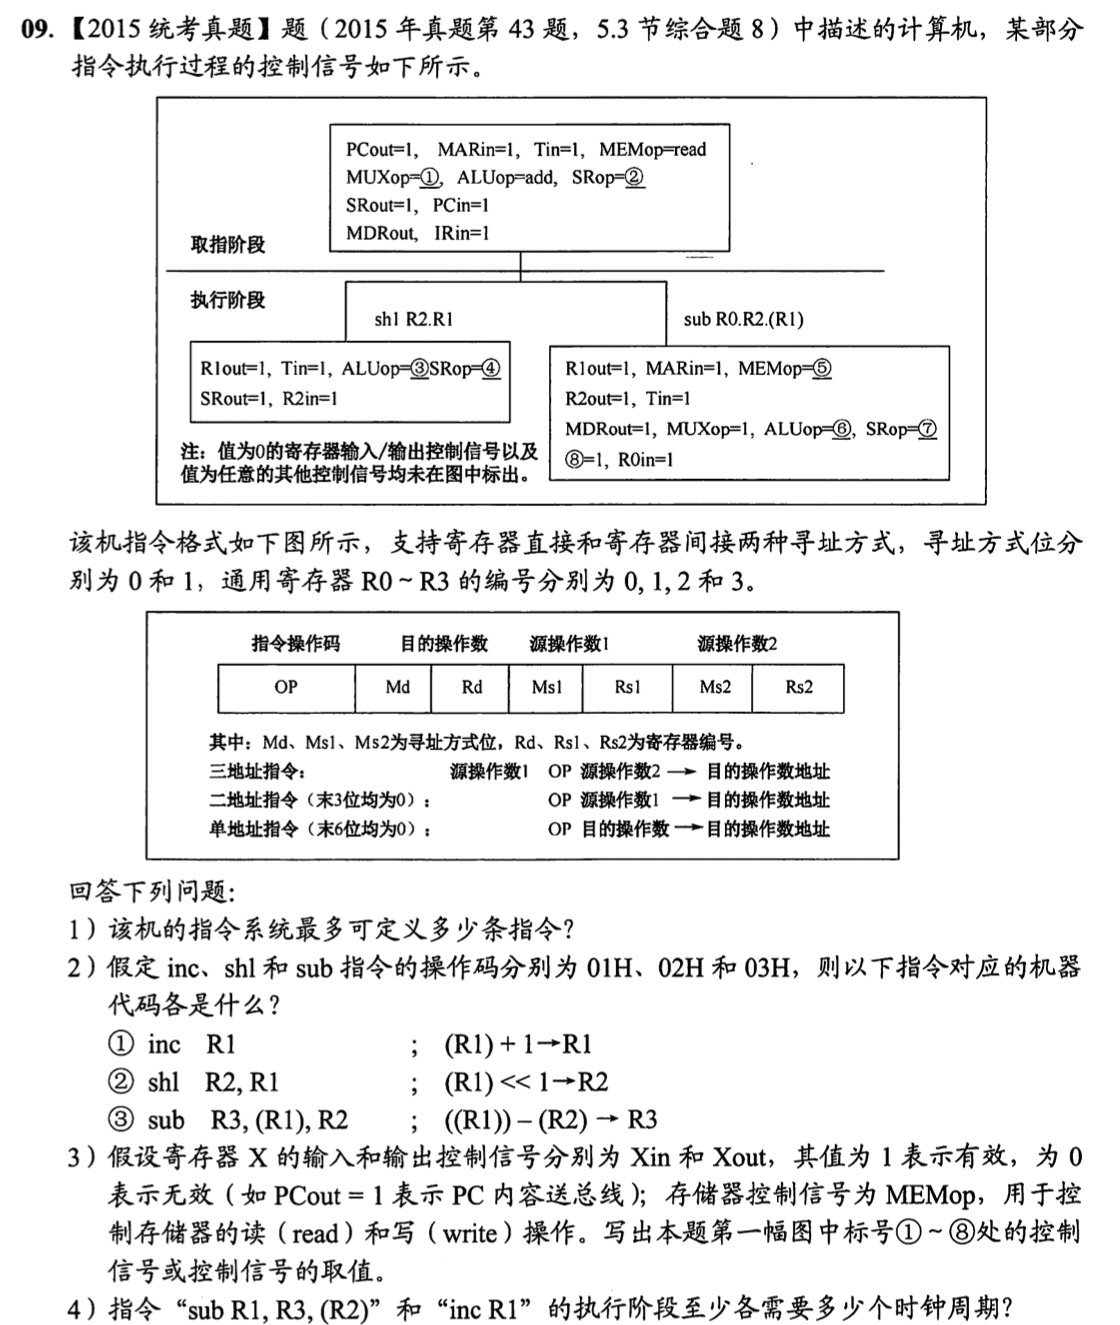 09.【2015 统考真题】题（2015 年真题第 43 题，5.3 节综合题 8）中描述的计算机，某部分
指令执行过程的控制信号如下所示。
PCout=1, MARin=1, Tin=1, MEMop=read
MUXop=①, ALUop=add, SRop=②
SRout=1, PCin=1
MDRout, IRin=1
取指阶段
执行阶段
sh1 R2.R1
sub R0.R2.(R1)
R1out=1, Tin=1, ALUop=③SRop=④
SRout=1, R2in=1
R1out=1, MARin=1, MEMop=⑤
R2out=1, Tin=1
MDRout=1, MUXop=1, ALUop=⑥, SRop=⑦
⑧=1, R0in=1
注：值为0的寄存器输入/输出控制信号以及
值为任意的其他控制信号均未在图中标出。
该机指令格式如下图所示，支持寄存器直接和寄存器间接两种寻址方式，寻址方式位分
别为 0 和 1，通用寄存器 R0 ~ R3 的编号分别为 0, 1, 2 和 3。
指令操作码 目的操作数 源操作数1 源操作数2
OP Md Rd Ms1 Rs1 Ms2 Rs2
其中：Md、Ms1、Ms2为寻址方式位，Rd、Rs1、Rs2为寄存器编号。
三地址指令： 源操作数1 OP 源操作数2 → 目的操作数地址
二地址指令（末3位均为0）： OP 源操作数1 → 目的操作数地址
单地址指令（末6位均为0）： OP 目的操作数 → 目的操作数地址
回答下列问题：
1）该机的指令系统最多可定义多少条指令？
2）假定 inc、shl 和 sub 指令的操作码分别为 01H、02H 和 03H，则以下指令对应的机器
代码各是什么？
① inc R1 ; (R1) + 1→R1
② shl R2, R1 ; (R1) << 1→R2
③ sub R3, (R1), R2 ; ((R1)) – (R2) → R3
3）假设寄存器 X 的输入和输出控制信号分别为 Xin 和 Xout，其值为 1 表示有效，为 0
表示无效（如 PCout = 1 表示 PC 内容送总线）；存储器控制信号为 MEMop，用于控
制存储器的读（read）和写（write）操作。写出本题第一幅图中标号①~⑧处的控制
信号或控制信号的取值。
4）指令“sub R1, R3, (R2)”和“inc R1”的执行阶段至少各需要多少个时钟周期？